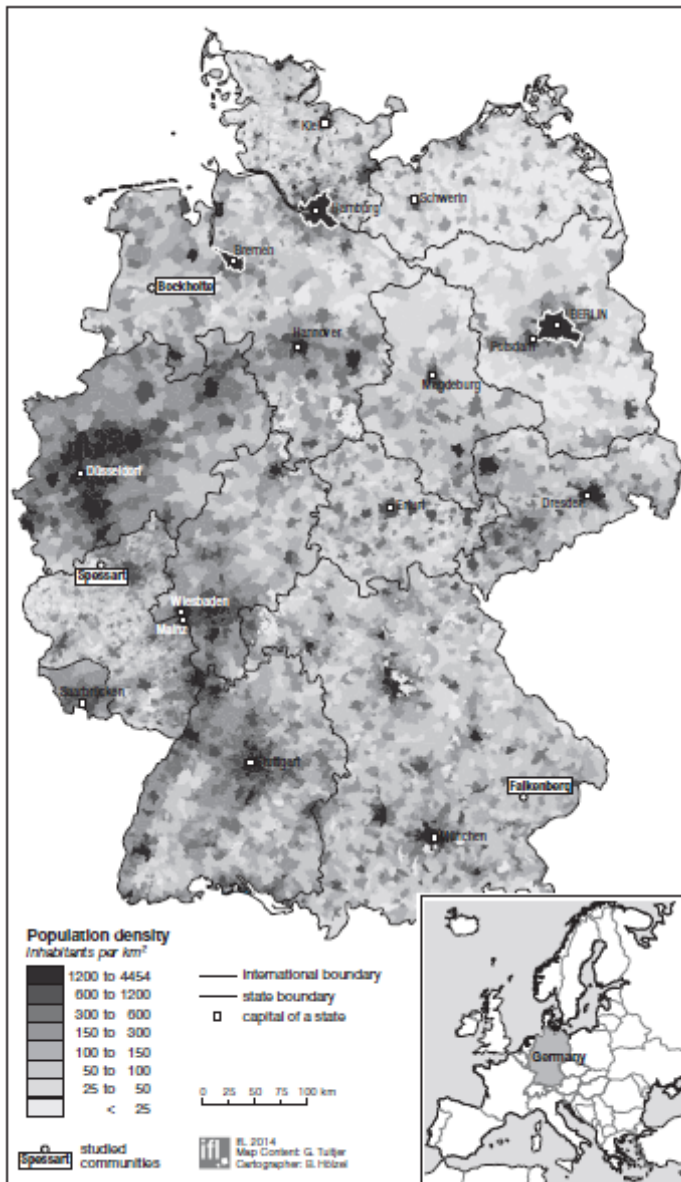 Kiel
Schwerin
Hamburg
Bremen
Bockholte
BERLIN
Potsdam
Hannover
Magdeburg
Düsseldorf
Dresden
Erfurt
Spessart
Wiesbaden
Mainz
Saarbrücken
Stuttgart
Falkenberg
München
Population density
Inhabitants per km²
1200 to 4454
600 to 1200
300 to 600
150 to 300
100 to 150
50 to 100
25 to 50
< 25
international boundary
state boundary
capital of a state
0 25 50 75 100 km
Spessart
studied
communities
ifl.
IfL 2014
Map Content: G. Tuitjer
Cartographer: B. Hölzel
Germany